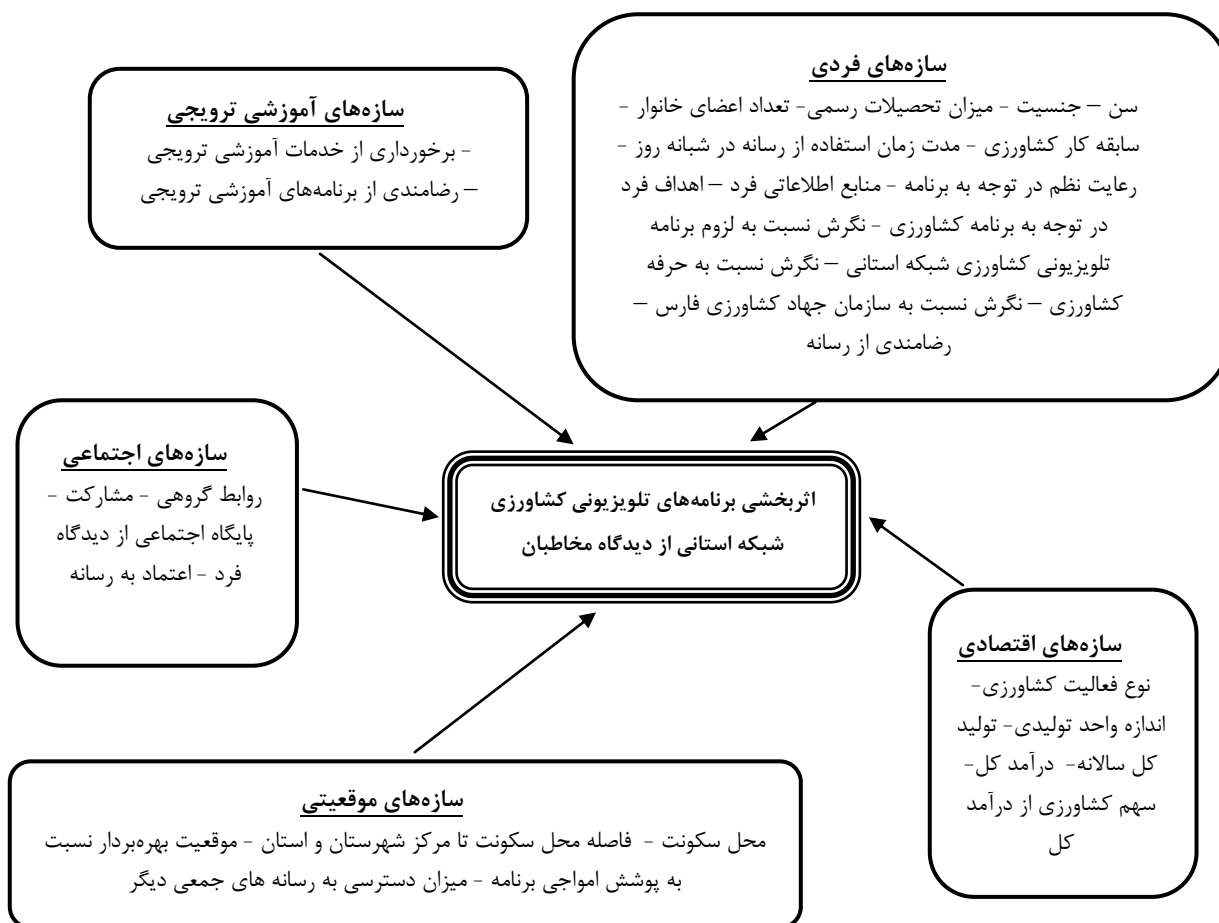 سازه‌های فردی
سن – جنسیت - میزان تحصیلات رسمی- تعداد اعضای خانوار -
سابقه کار کشاورزی - مدت زمان استفاده از رسانه در شبانه روز -
رعایت نظم در توجه به برنامه - منابع اطلاعاتی فرد – اهداف فرد
در توجه به برنامه کشاورزی - نگرش نسبت به لزوم برنامه
تلویزیونی کشاورزی شبکه استانی – نگرش نسبت به حرفه
کشاورزی – نگرش نسبت به سازمان جهاد کشاورزی فارس –
رضامندی از رسانه
سازه‌های آموزشی ترویجی
- برخورداری از خدمات آموزشی ترویجی
– رضامندی از برنامه‌های آموزشی ترویجی
سازه‌های اجتماعی
روابط گروهی - مشارکت -
پایگاه اجتماعی از دیدگاه
فرد - اعتماد به رسانه
اثربخشی برنامه‌های تلویزیونی کشاورزی
شبکه استانی از دیدگاه مخاطبان
سازه‌های اقتصادی
نوع فعالیت کشاورزی-
اندازه واحد تولیدی- تولید
کل سالانه- درآمد کل-
سهم کشاورزی از درآمد
کل
سازه‌های موقعیتی
محل سکونت - فاصله محل سکونت تا مرکز شهرستان و استان - موقعیت بهره‌بردار نسبت
به پوشش امواجی برنامه - میزان دسترسی به رسانه های جمعی دیگر